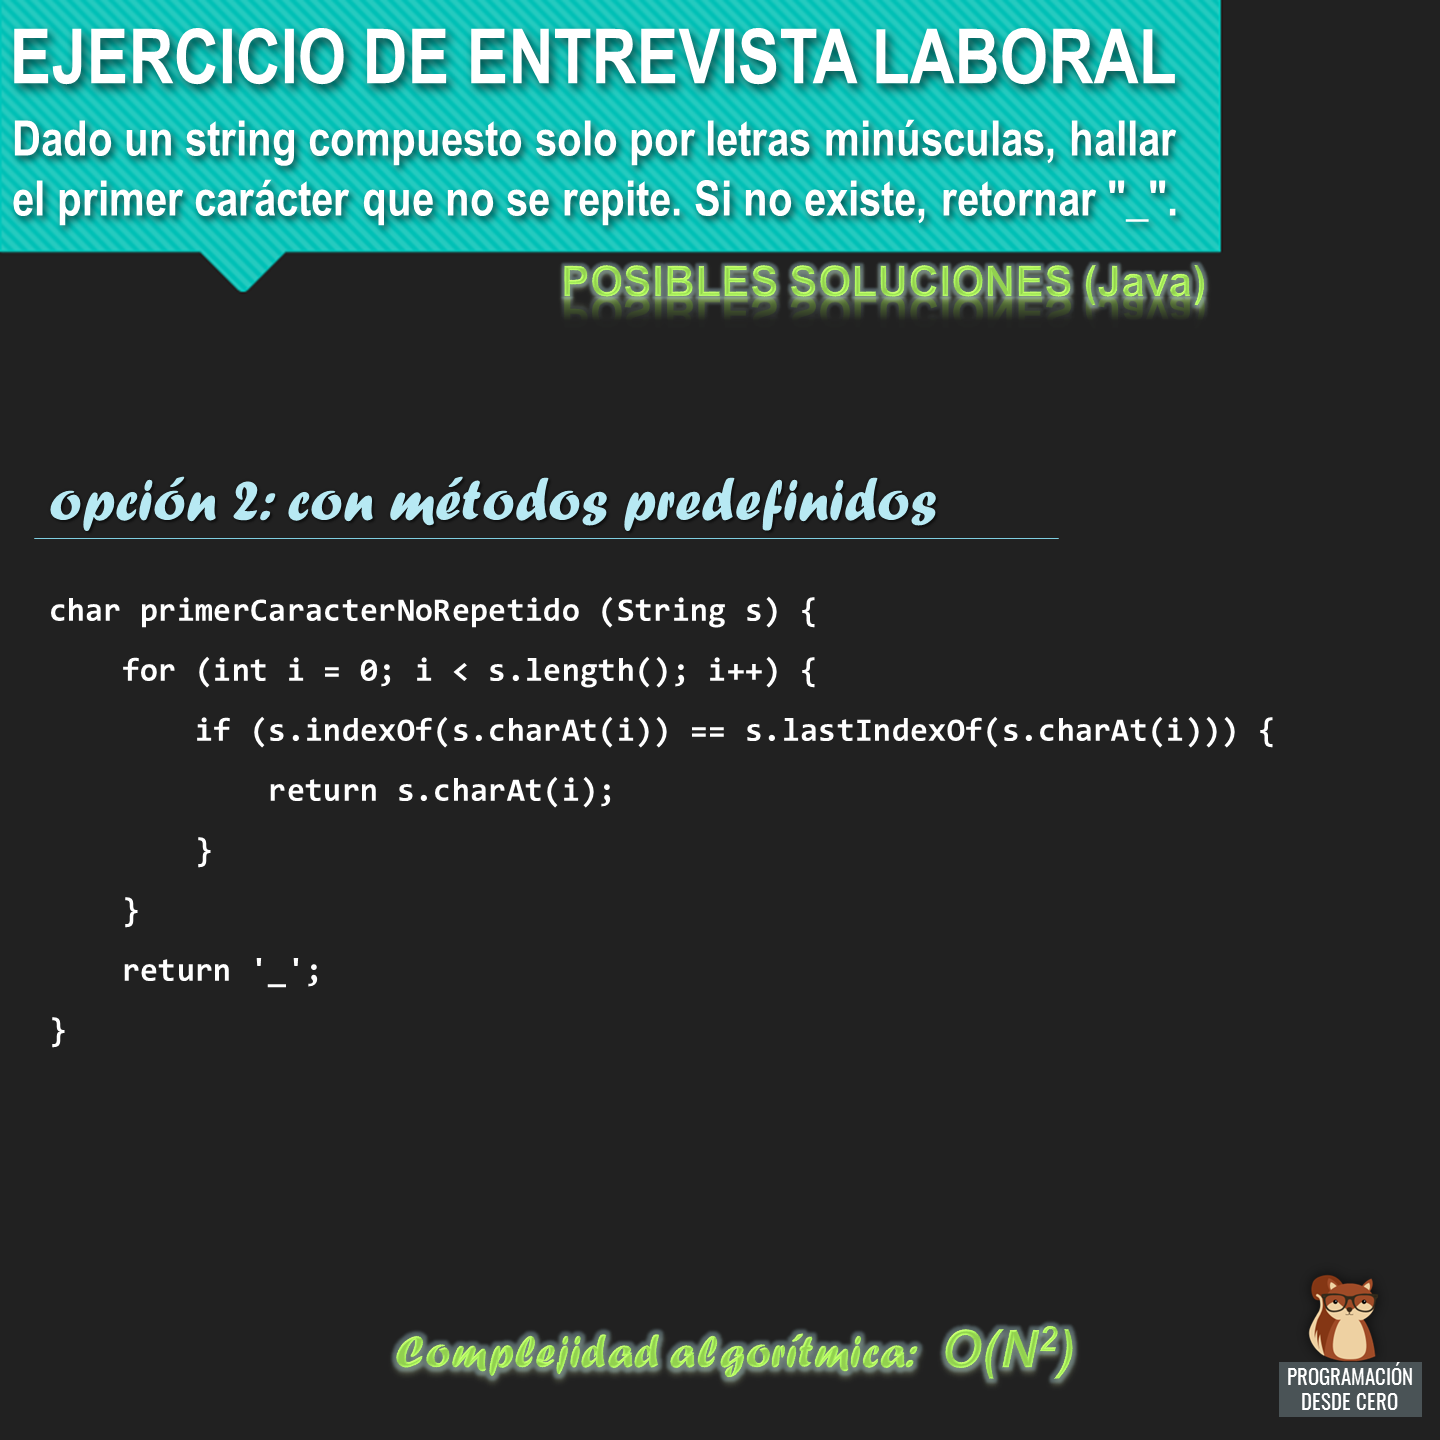 EJERCICIO DE ENTREVISTA LABORAL
Dado un string compuesto solo por letras minúsculas, hallar
el primer carácter que no se repite. Si no existe, retornar "_".
POSIBLES SOLUCIONES (Java)
opción 2: con métodos predefinidos
char primerCaracterNoRepetido (String s) {
    for (int i = 0; i < s.length(); i++) {
        if (s.indexOf(s.charAt(i)) == s.lastIndexOf(s.charAt(i))) {
            return s.charAt(i);
        }
    }
    return '_';
}
Complejidad algorítmica: O(N²)
PROGRAMACIÓN
DESDE CERO